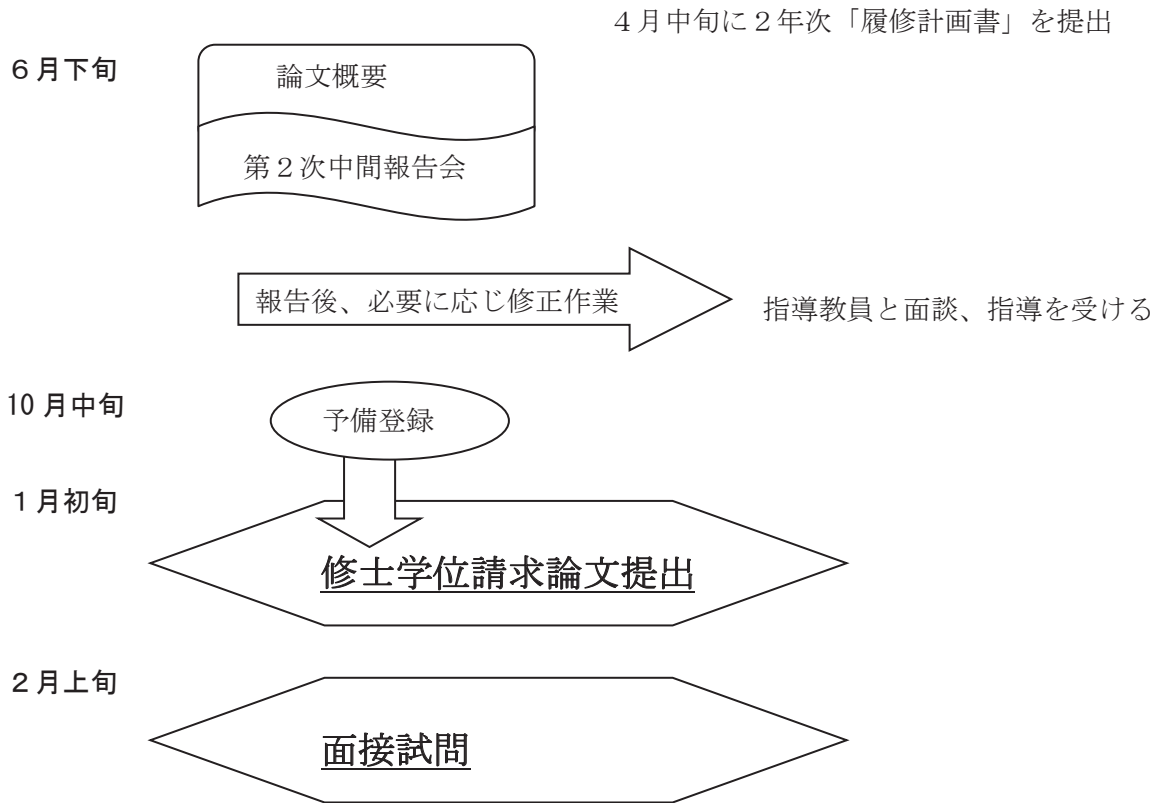 ４月中旬に２年次「履修計画書」を提出
６月下旬
論文概要
第２次中間報告会
報告後、必要に応じ修正作業
指導教員と面談、指導を受ける
10 月中旬
予備登録
１月初旬
修士学位請求論文提出
２月上旬
面接試問